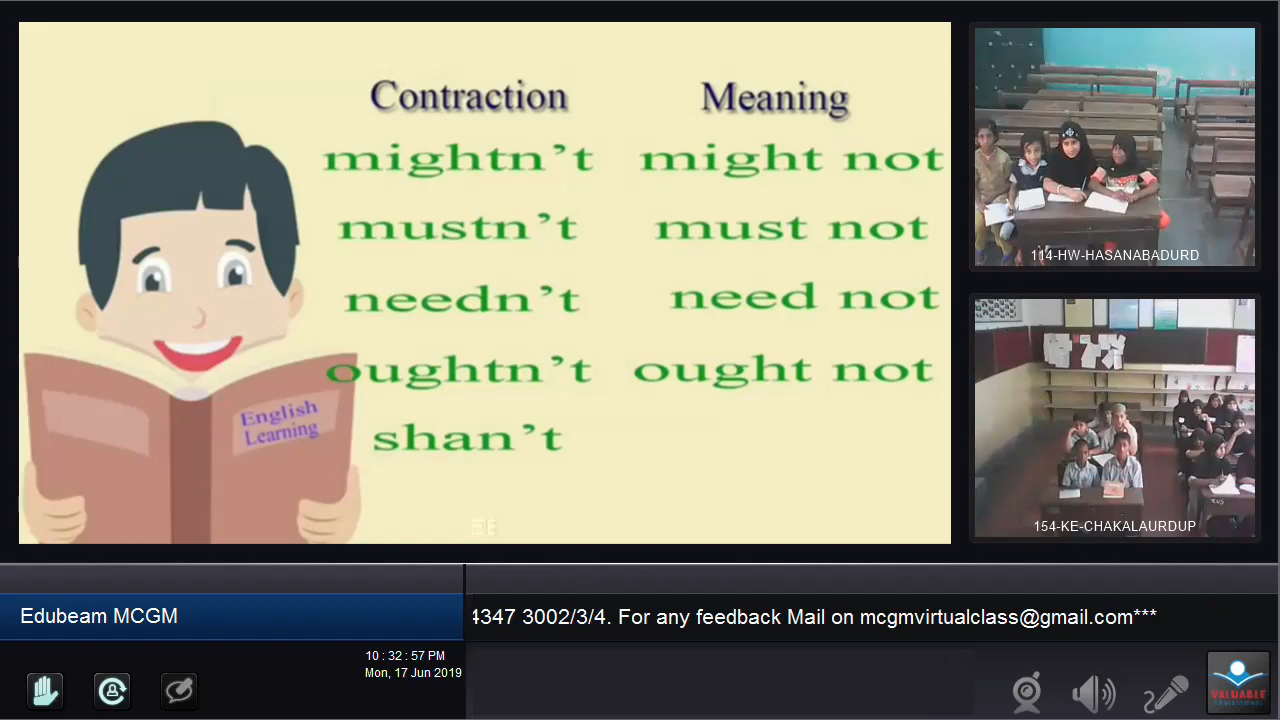 Contraction Meaning
mightn't might not
mustn't must not
needn't need not
oughtn't ought not
shan't
English
Learning
114-HW-HASANABADURD
154-KE-CHAKALAURDUP
Edubeam MCGM
4347 3002/3/4. For any feedback Mail on mcgmvirtualclass@gmail.com***
10 : 32 : 57 PM
Mon, 17 Jun 2019
VALUABLE